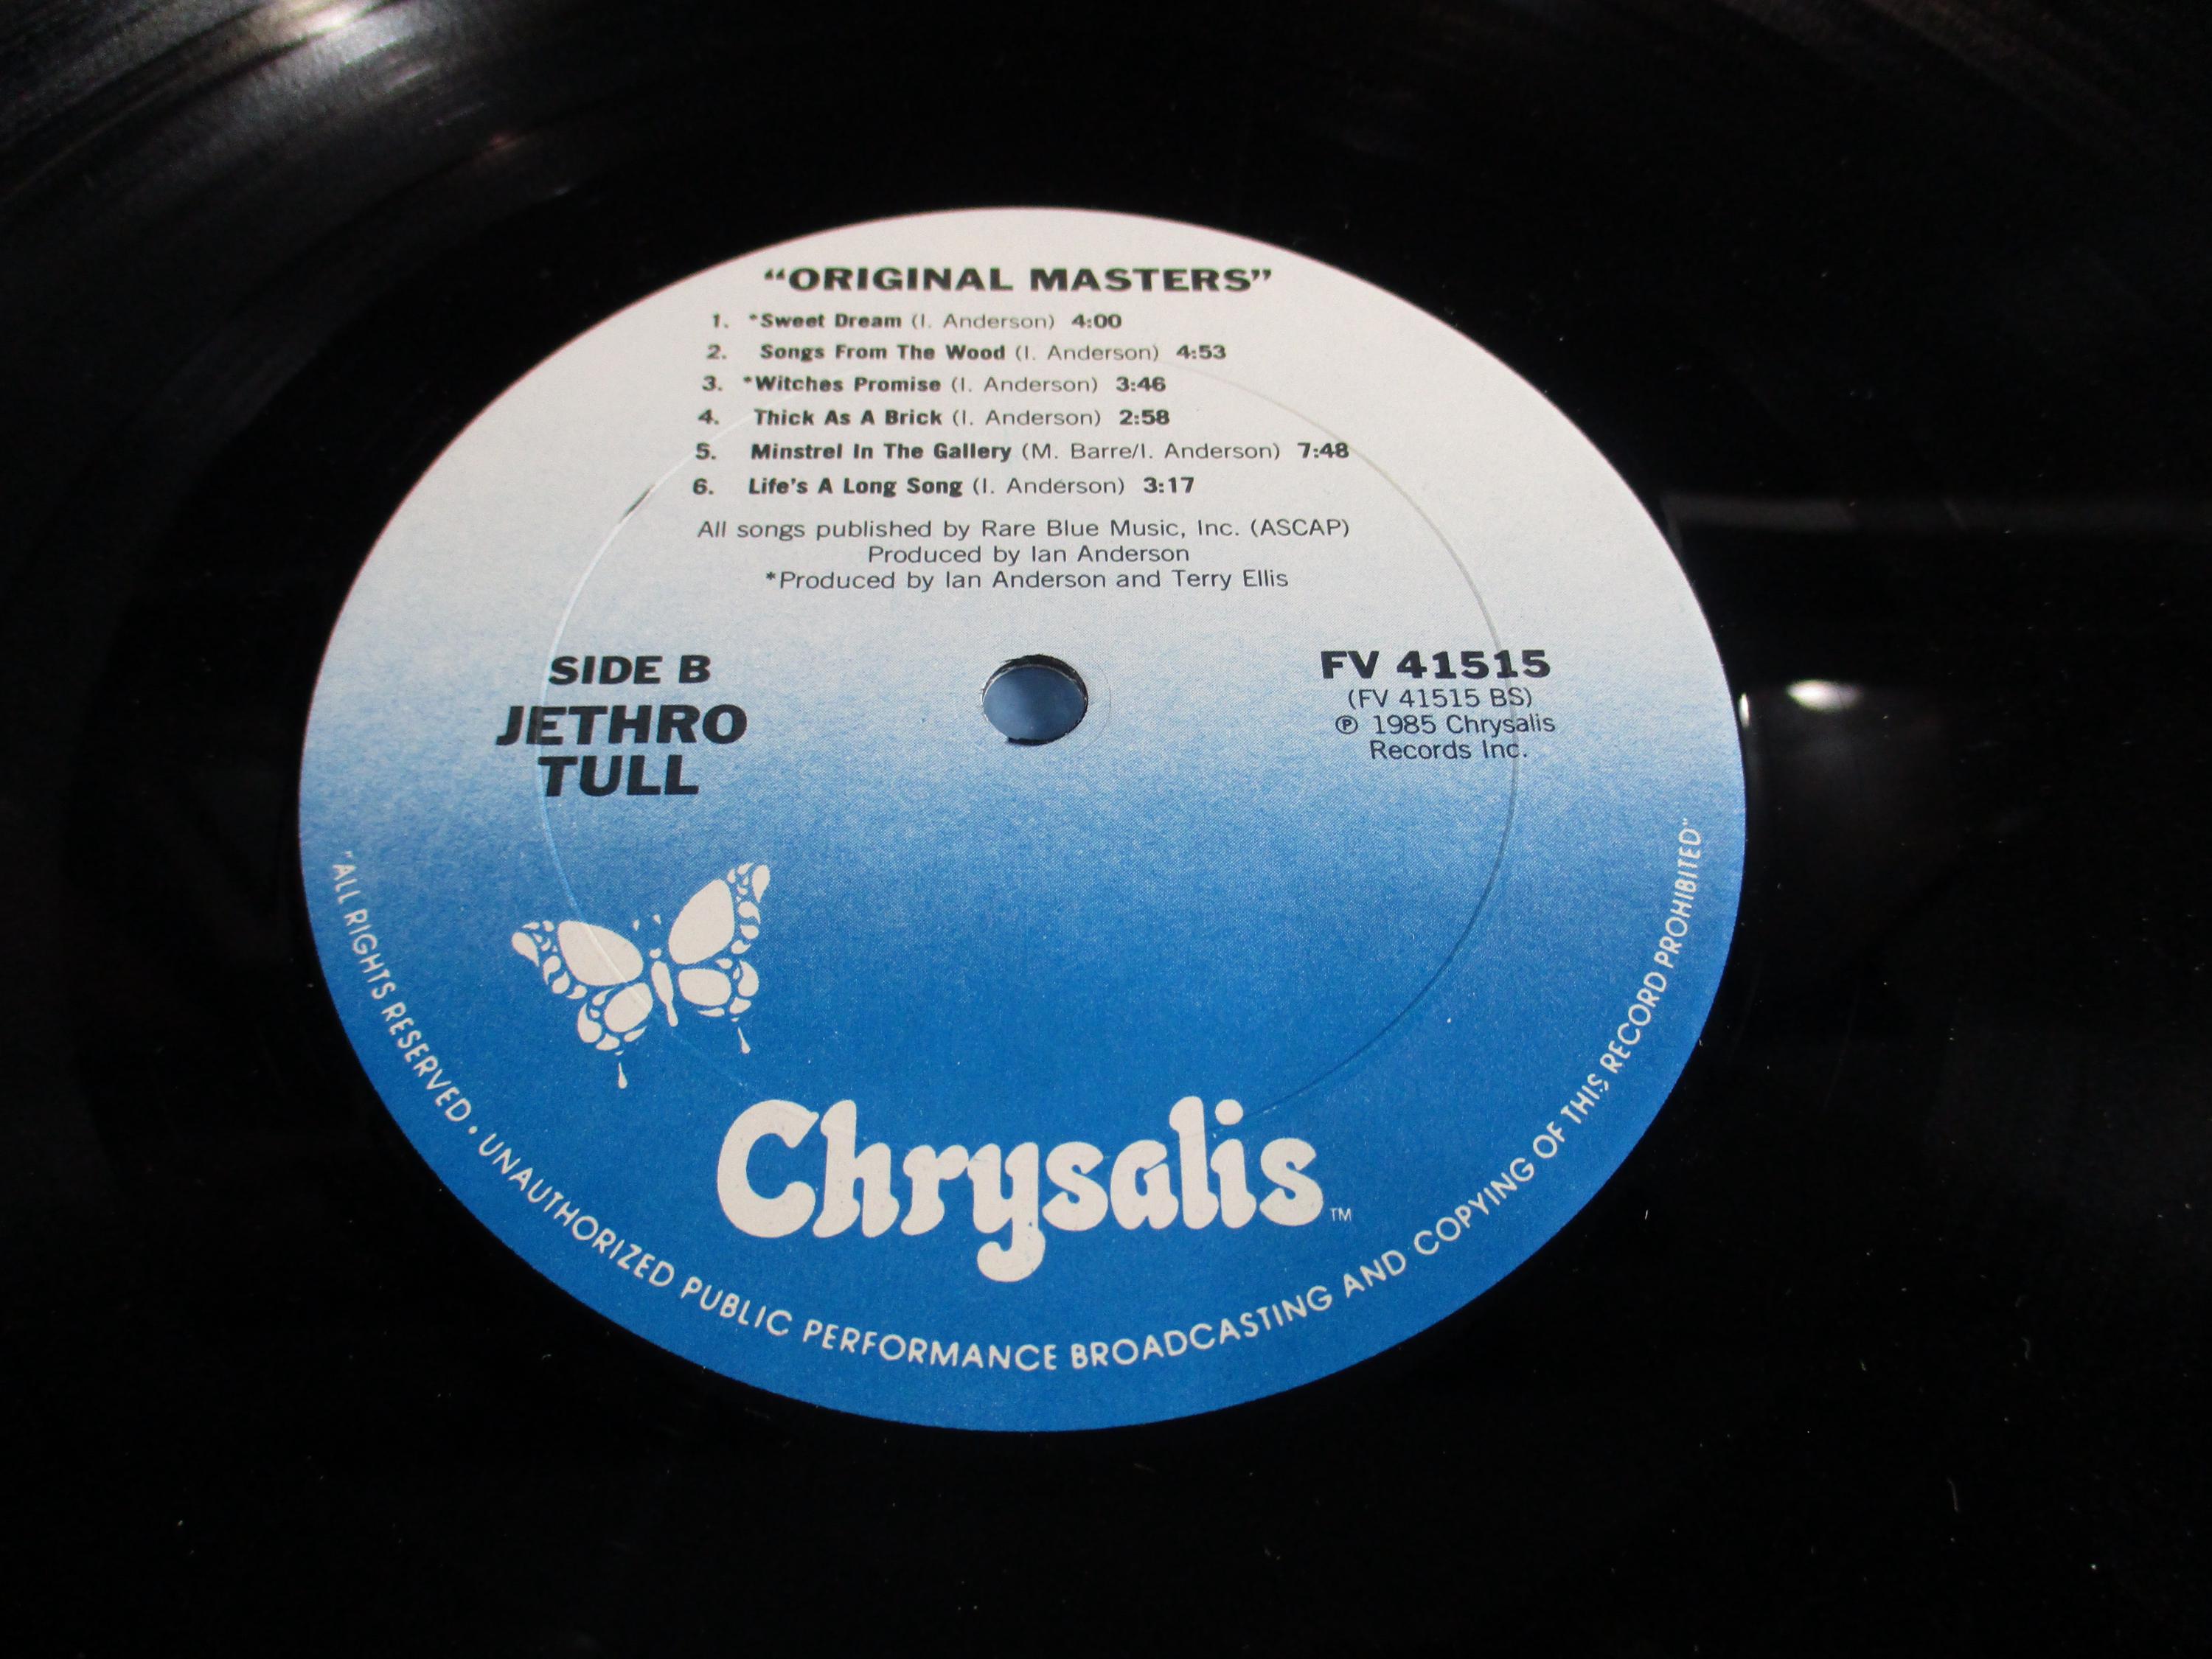 “ORIGINAL MASTERS”
1. *Sweet Dream (I. Anderson) 4:00
2. Songs From The Wood (I. Anderson) 4:53
3. *Witches Promise (I. Anderson) 3:46
4. Thick As A Brick (I. Anderson) 2:58
5. Minstrel In The Gallery (M. Barre/I. Anderson) 7:48
6. Life's A Long Song (I. Anderson) 3:17
All songs published by Rare Blue Music, Inc. (ASCAP)
Produced by Ian Anderson
*Produced by Ian Anderson and Terry Ellis
SIDE B
JETHRO
TULL
FV 41515
(FV 41515 BS)
℗ 1985 Chrysalis
Records Inc.
Chrysalis™
"ALL RIGHTS RESERVED • UNAUTHORIZED PUBLIC PERFORMANCE BROADCASTING AND COPYING OF THIS RECORD PROHIBITED"